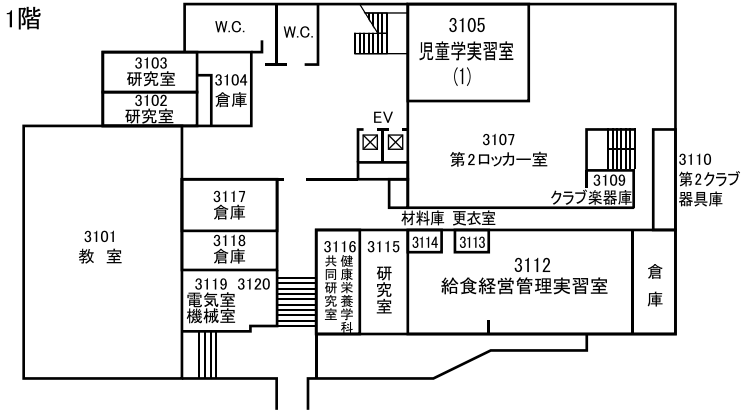 1階
W.C.
W.C.
3105
児童学実習室
(1)
3103
研究室
3104
倉庫
3102
研究室
EV
3107
第2ロッカー室
3110
第2クラブ
器具庫
3109
クラブ楽器庫
3117
倉庫
材料庫 更衣室
3101
教室
3118
倉庫
3116
健康栄養学科
共同研究室
3115
研究室
3114
3113
3112
給食経営管理実習室
倉庫
3119 3120
電気室
機械室